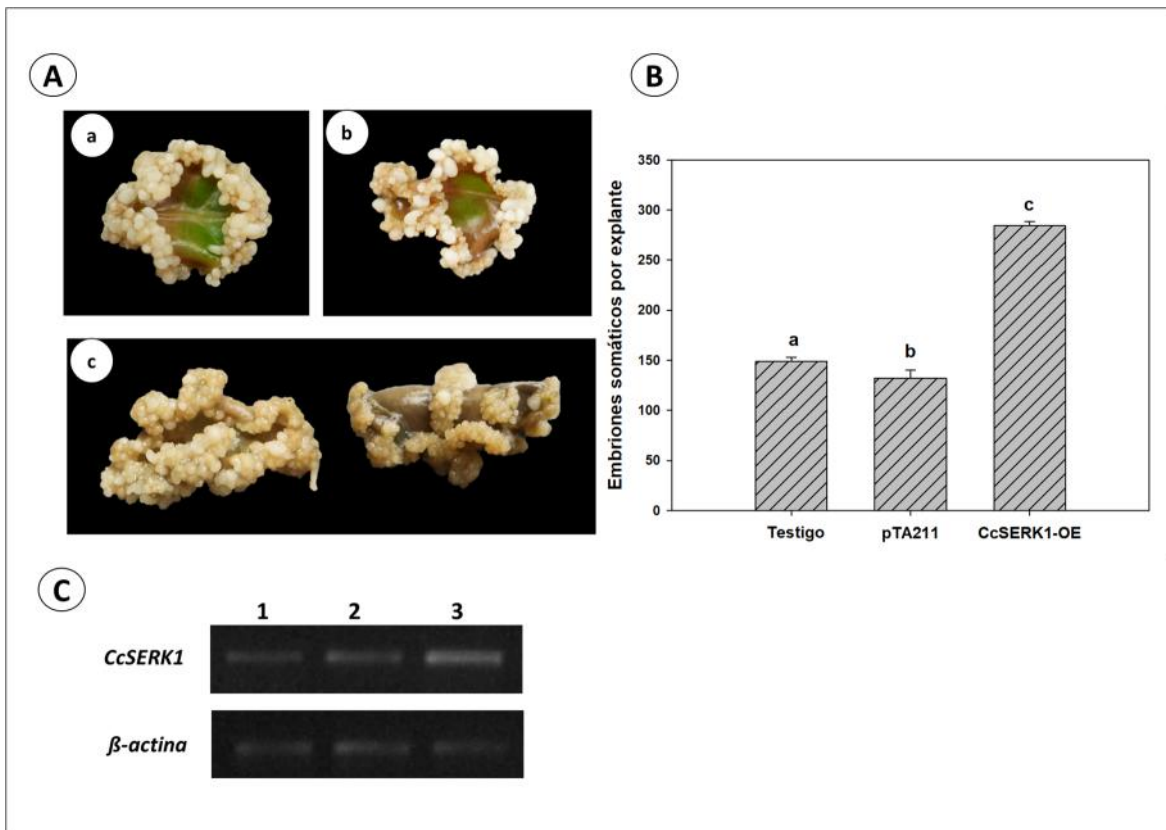 A
a
b
c
B
Embriones somáticos por explante
350
300
250
200
150
100
50
0
a
b
c
Testigo pTA211 CcSERK1-OE
C
1 2 3
CcSERK1
ß-actina